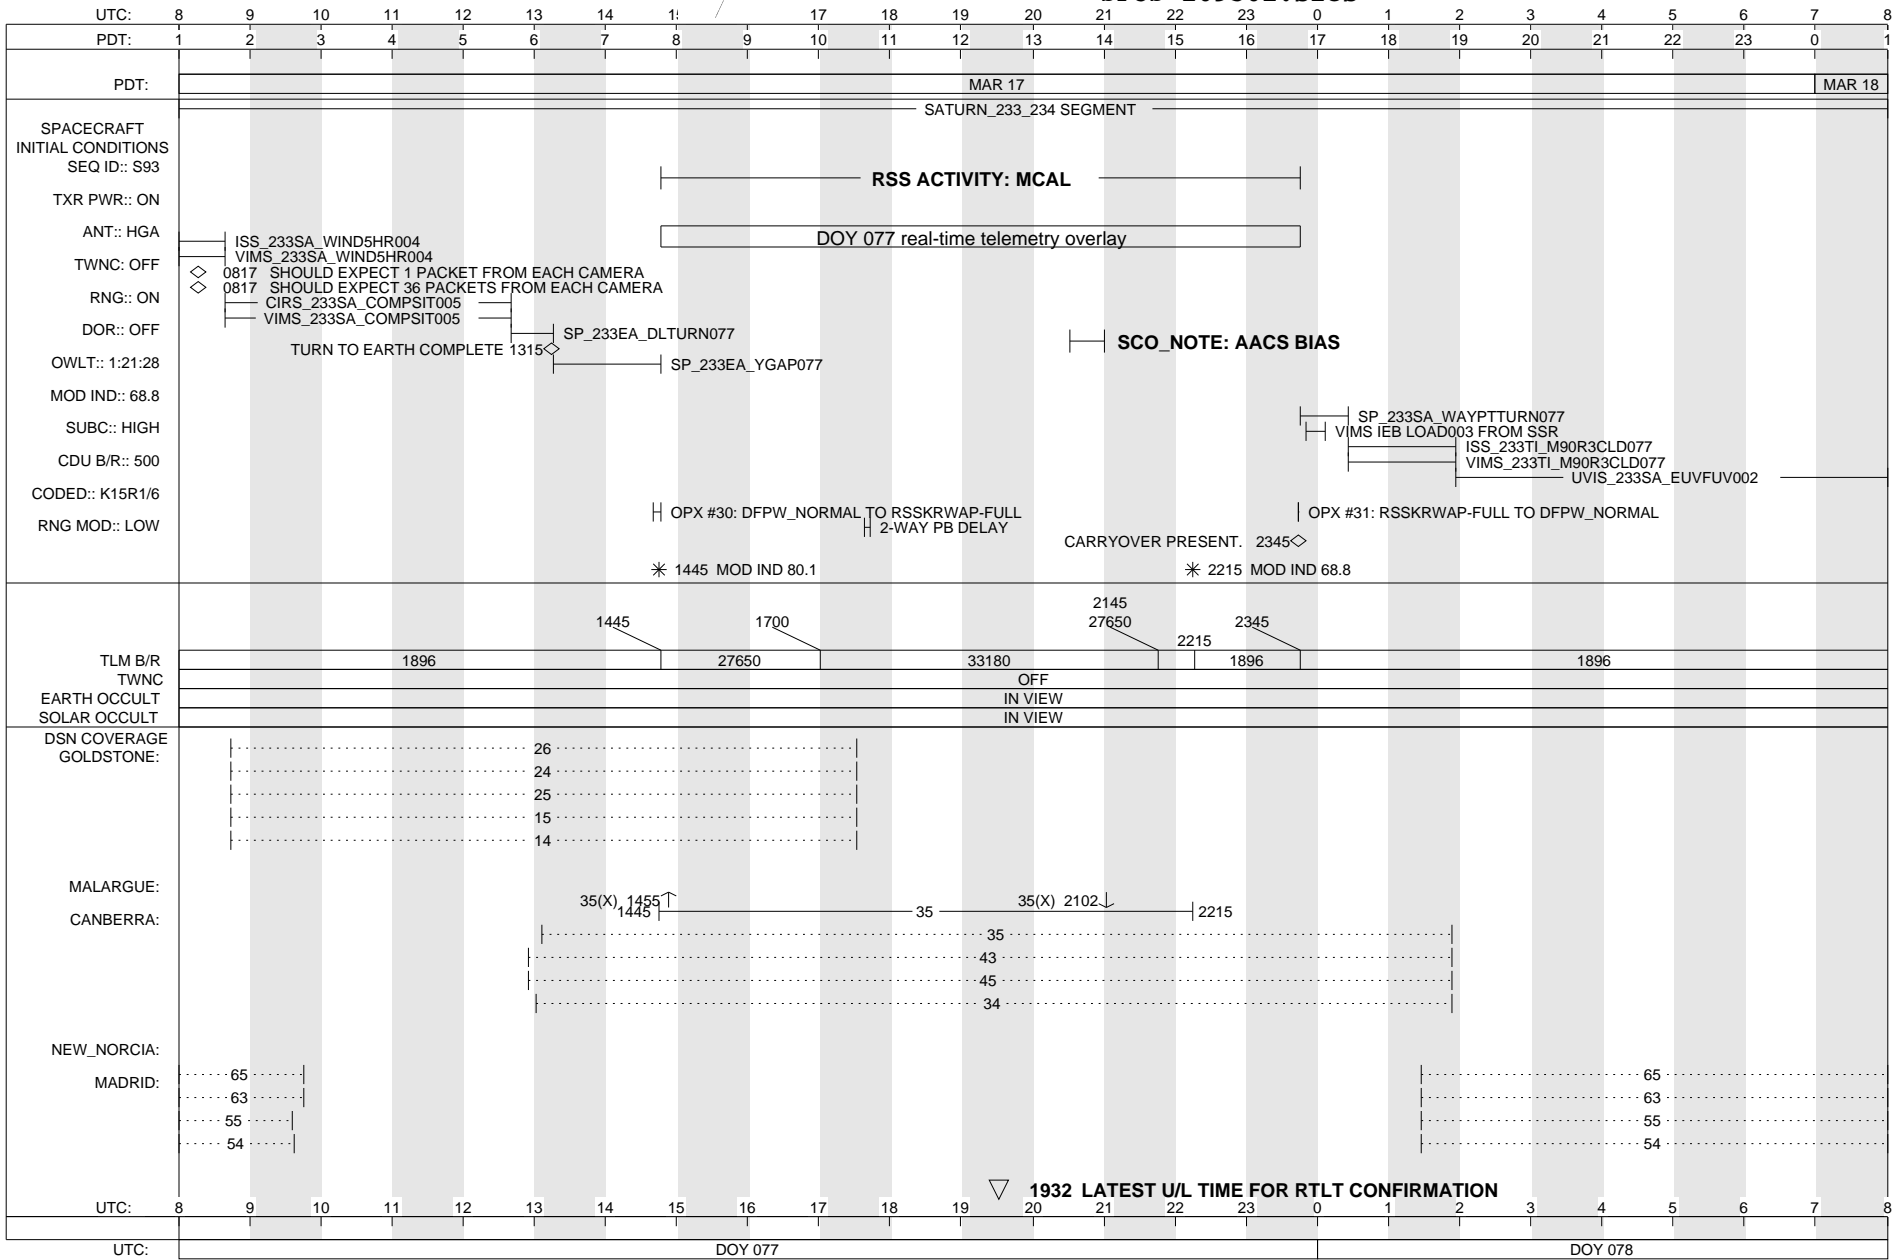 UTC: 8 9 10 11 12 13 14 17 18 19 20 21 22 23 0 1 2 3 4 5 6 7 8
PDT: 1 2 3 4 5 6 7 8 9 10 11 12 13 14 15 16 17 18 19 20 21 22 23 0 1
PDT: MAR 17 MAR 18
SATURN_233_234 SEGMENT
SPACECRAFT
INITIAL CONDITIONS
SEQ ID:: S93
RSS ACTIVITY: MCAL
TXR PWR:: ON
ANT:: HGA
DOY 077 real-time telemetry overlay
ISS_233SA_WIND5HR004
VIMS_233SA_WIND5HR004
TWNC: OFF
0817 SHOULD EXPECT 1 PACKET FROM EACH CAMERA
0817 SHOULD EXPECT 36 PACKETS FROM EACH CAMERA
RNG:: ON
CIRS_233SA_COMPSIT005
VIMS_233SA_COMPSIT005
DOR:: OFF
SP_233EA_DLTURN077
SCO_NOTE: AACS BIAS
TURN TO EARTH COMPLETE 1315
OWLT:: 1:21:28
SP_233EA_YGAP077
MOD IND:: 68.8
SP_233SA_WAYPTTURN077
SUBC:: HIGH
VIMS IEB LOAD003 FROM SSR
ISS_233TI_M90R3CLD077
CDU B/R:: 500
VIMS_233TI_M90R3CLD077
UVIS_233SA_EUVFUV002
CODED:: K15R1/6
OPX #30: DFPW_NORMAL TO RSSKRWAP-FULL
OPX #31: RSSKRWAP-FULL TO DFPW_NORMAL
RNG MOD:: LOW
2-WAY PB DELAY
CARRYOVER PRESENT. 2345
1445 MOD IND 80.1
2215 MOD IND 68.8
2145
1445 1700 27650 2345
2215
TLM B/R 1896 27650 33180 1896 1896
TWNC OFF
EARTH OCCULT IN VIEW
SOLAR OCCULT IN VIEW
DSN COVERAGE
GOLDSTONE:
26
24
25
15
14
MALARGUE:
35(X) 1455 35(X) 2102
1445 35 2215
CANBERRA:
35
43
45
34
NEW_NORCIA:
MADRID:
65 65
63 63
55 55
54 54
1932 LATEST U/L TIME FOR RTLT CONFIRMATION
UTC: 8 9 10 11 12 13 14 15 16 17 18 19 20 21 22 23 0 1 2 3 4 5 6 7 8
UTC: DOY 077 DOY 078